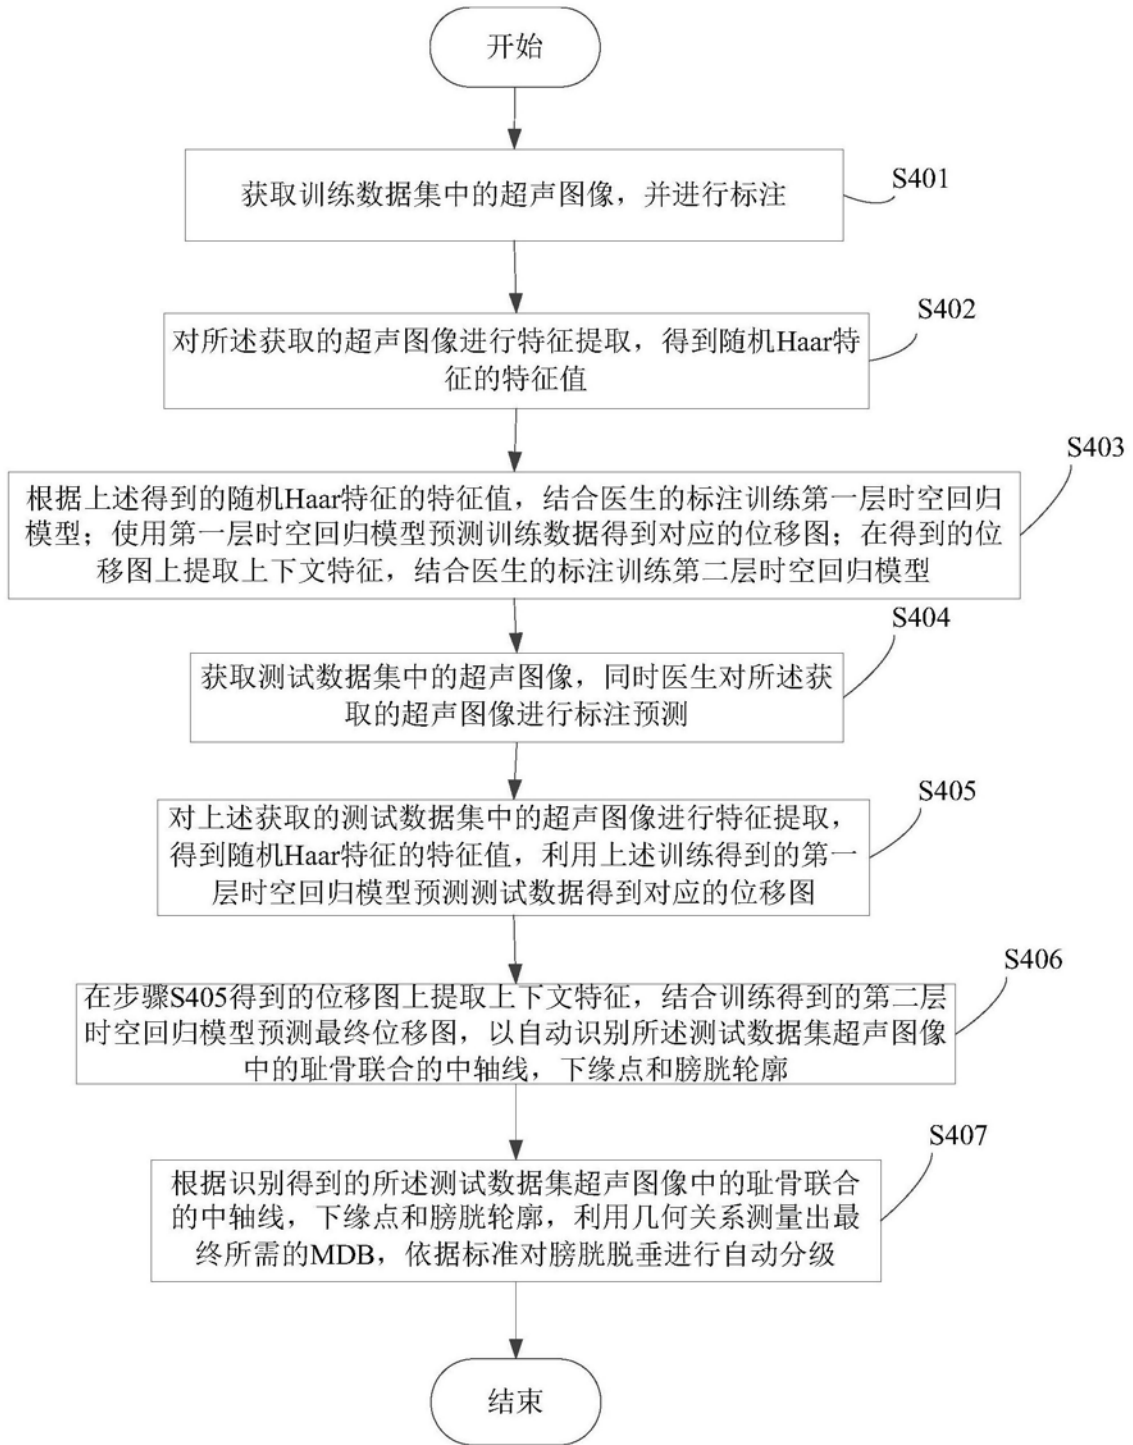 开始
获取训练数据集中的超声图像，并进行标注
S401
对所述获取的超声图像进行特征提取，得到随机Haar特
征的特征值
S402
根据上述得到的随机Haar特征的特征值，结合医生的标注训练第一层时空回归
模型；使用第一层时空回归模型预测训练数据得到对应的位移图；在得到的位
移图上提取上下文特征，结合医生的标注训练第二层时空回归模型
S403
获取测试数据集中的超声图像，同时医生对所述获
取的超声图像进行标注预测
S404
对上述获取的测试数据集中的超声图像进行特征提取，
得到随机Haar特征的特征值，利用上述训练得到的第一
层时空回归模型预测测试数据得到对应的位移图
S405
在步骤S405得到的位移图上提取上下文特征，结合训练得到的第二层
时空回归模型预测最终位移图，以自动识别所述测试数据集超声图像
中的耻骨联合的中轴线，下缘点和膀胱轮廓
S406
根据识别得到的所述测试数据集超声图像中的耻骨联合
的中轴线，下缘点和膀胱轮廓，利用几何关系测量出最
终所需的MDB，依据标准对膀胱脱垂进行自动分级
S407
结束